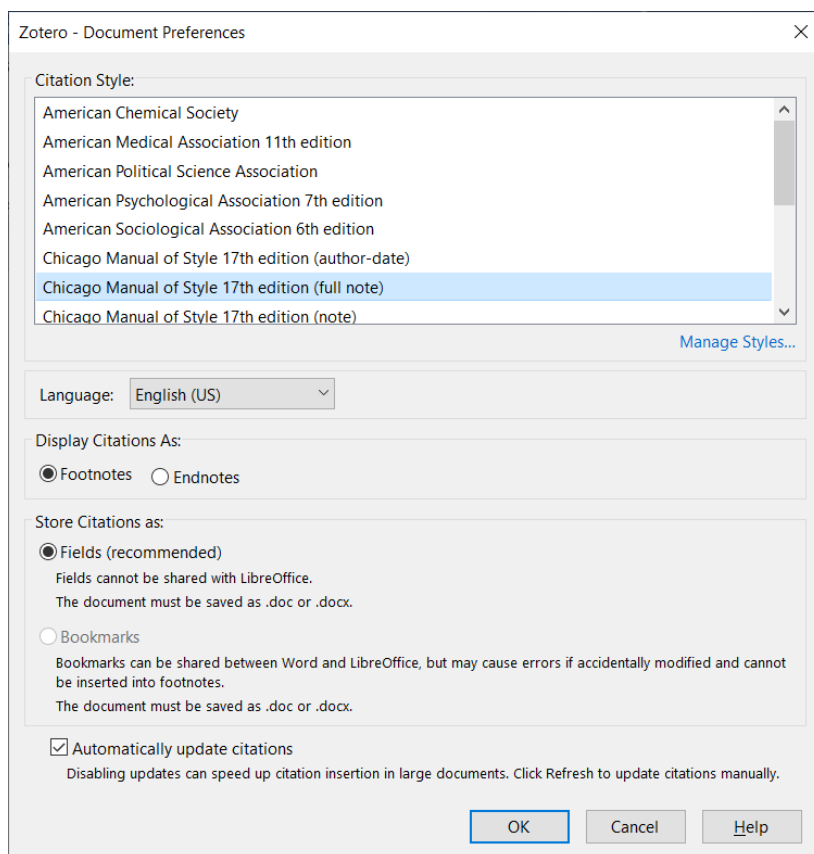 Zotero - Document Preferences
Citation Style:
American Chemical Society
American Medical Association 11th edition
American Political Science Association
American Psychological Association 7th edition
American Sociological Association 6th edition
Chicago Manual of Style 17th edition (author-date)
Chicago Manual of Style 17th edition (full note)
Chicago Manual of Style 17th edition (note)
Manage Styles...
Language: English (US)
Display Citations As:
Footnotes Endnotes
Store Citations as:
Fields (recommended)
Fields cannot be shared with LibreOffice.
The document must be saved as .doc or .docx.
Bookmarks
Bookmarks can be shared between Word and LibreOffice, but may cause errors if accidentally modified and cannot
be inserted into footnotes.
The document must be saved as .doc or .docx.
Automatically update citations
Disabling updates can speed up citation insertion in large documents. Click Refresh to update citations manually.
OK Cancel Help